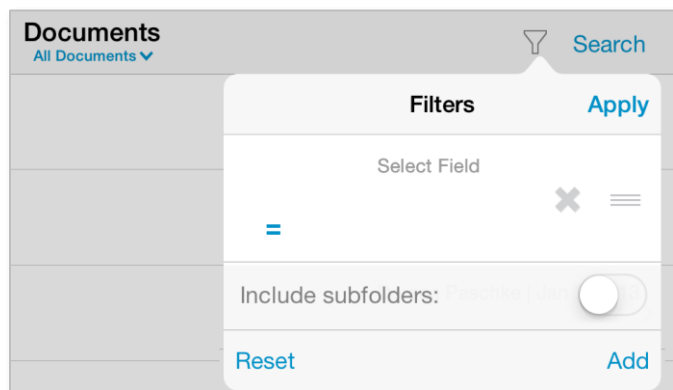 Documents
Search
All Documents
Filters
Apply
Select Field
=
Include subfolders:
Reset
Add